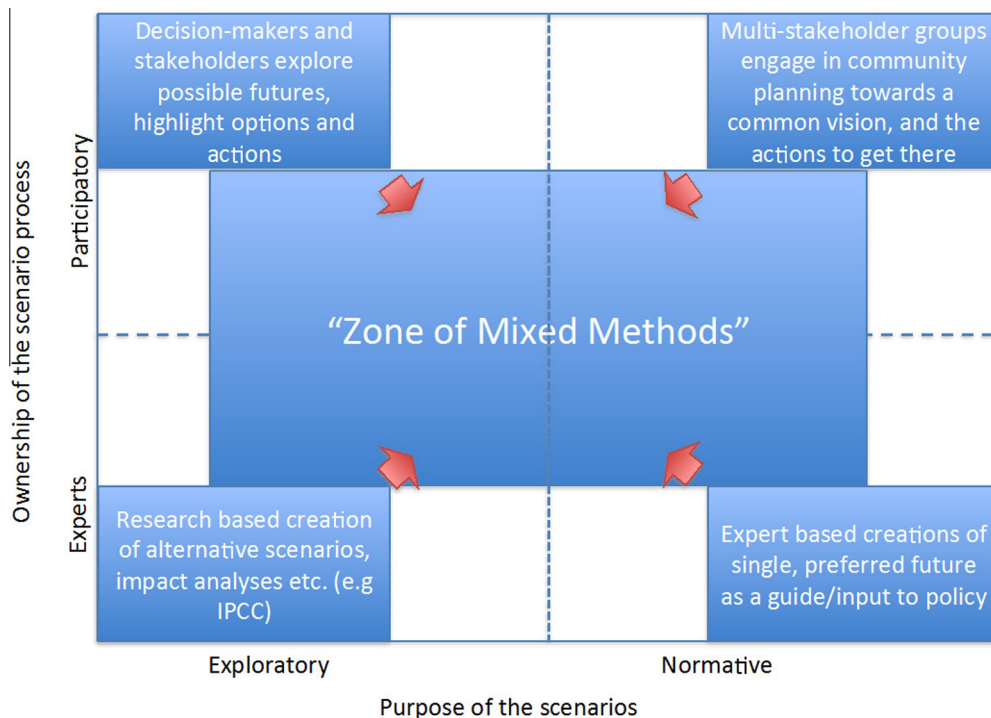 Decision-makers and
stakeholders explore
possible futures,
highlight options and
actions
Multi-stakeholder groups
engage in community
planning towards a
common vision, and the
actions to get there
Ownership of the scenario process
Participatory
Experts
“Zone of Mixed Methods”
Research based creation
of alternative scenarios,
impact analyses etc. (e.g
IPCC)
Expert based creations of
single, preferred future
as a guide/input to policy
Exploratory
Normative
Purpose of the scenarios